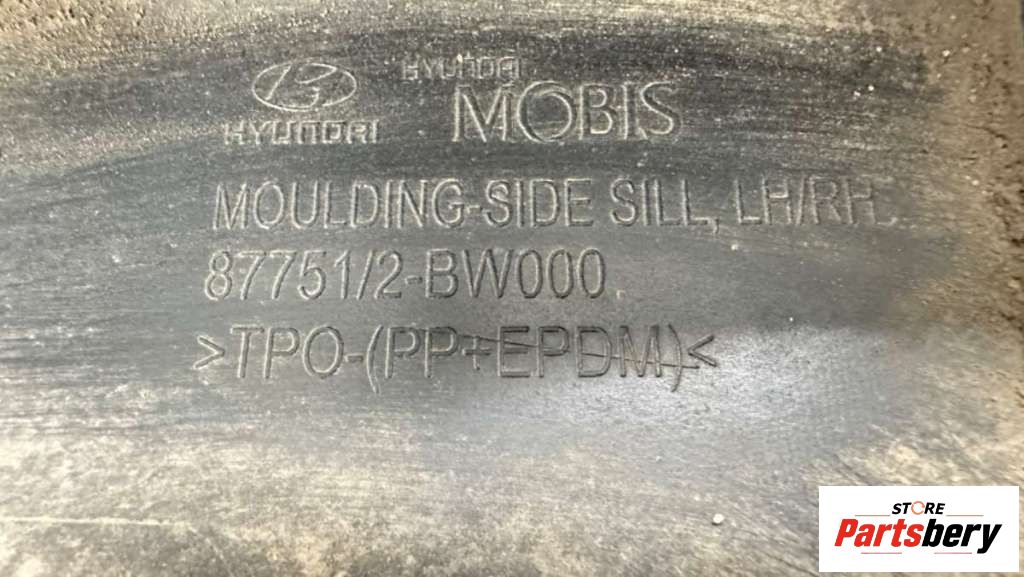 HYUNDAI
HYUNDAI
MOBIS
MOULDING-SIDE SILL, LH/RH.
87751/2-BW000.
>TPO-(PP+EPDM)<
STORE
Partsbery